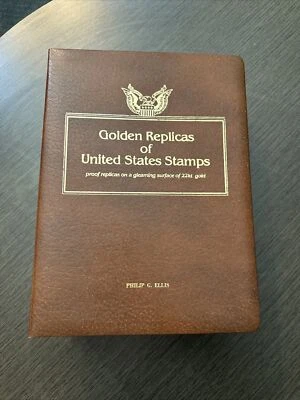 Golden Replicas
of
United States Stamps
proof replicas on a gleaming surface of 22kt. gold
PHILIP G. ELLIS